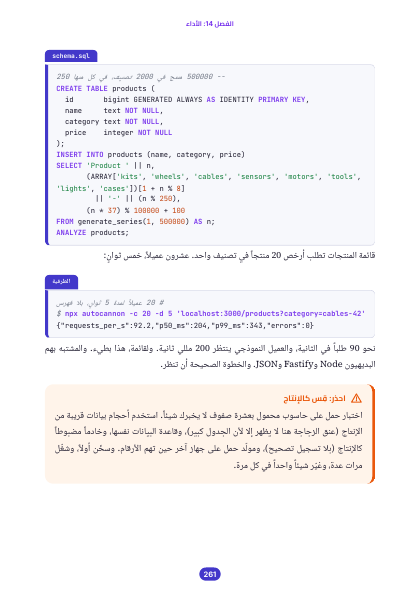 الفصل 14: الأداء
schema.sql
-- 500000 منتج في 2000 تصنيف، في كل منها 250
CREATE TABLE products (
  id       bigint GENERATED ALWAYS AS IDENTITY PRIMARY KEY,
  name     text NOT NULL,
  category text NOT NULL,
  price    integer NOT NULL
);
INSERT INTO products (name, category, price)
SELECT 'Product ' || n,
       (ARRAY['kits', 'wheels', 'cables', 'sensors', 'motors', 'tools',
'lights', 'cases'])[1 + n % 8]
         || '-' || (n % 250),
       (n * 37) % 100000 + 100
FROM generate_series(1, 500000) AS n;
ANALYZE products;
قائمة المنتجات تطلب أرخص 20 منتجاً في تصنيف واحد. عشرون عميلاً، خمس ثوانٍ:
الطرفية
# 20 عميلاً لمدة 5 ثوانٍ، بلا فهرس
$ npx autocannon -c 20 -d 5 'localhost:3000/products?category=cables-42'
{"requests_per_s":92.2,"p50_ms":204,"p99_ms":343,"errors":0}
نحو 90 طلباً في الثانية، والعميل النموذجي ينتظر 200 مللي ثانية. ولقائمة، هذا بطيء. والمشتبه بهم
البديهيون Node وFastify وJSON. والخطوة الصحيحة أن تنظر.
احذر: قس كالإنتاج
اختبار حمل على حاسوب محمول بعشرة صفوف لا يخبرك شيئاً. استخدم أحجام بيانات قريبة من
الإنتاج (عنق الزجاجة هنا لا يظهر إلا لأن الجدول كبير)، وقاعدة البيانات نفسها، وخادماً مضبوطاً
كالإنتاج (بلا تسجيل تصحيح)، ومولّد حمل على جهاز آخر حين تهم الأرقام. وسخّن أولاً، وشغّل
مرات عدة، وغيّر شيئاً واحداً في كل مرة.
261